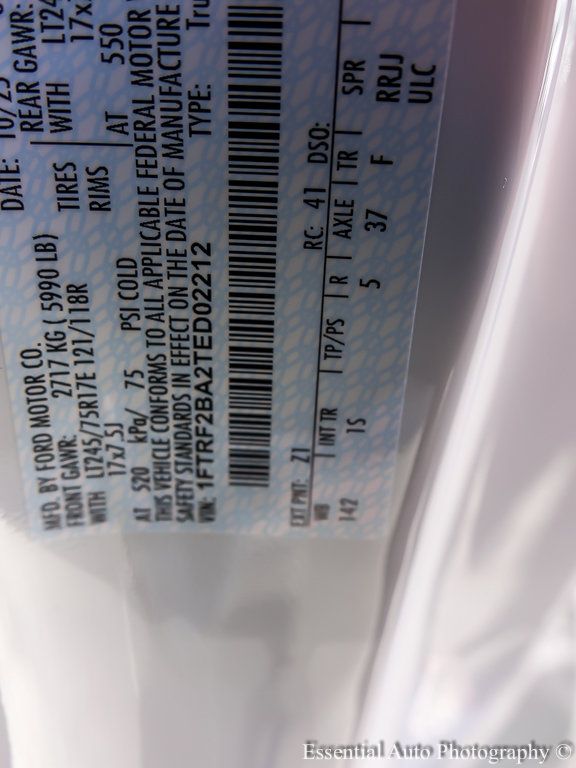 DATE: 10/23
MFD. BY FORD MOTOR CO.
FRONT GAWR: 2717 KG ( 5990 LB) REAR GAWR:
WITH LT245/75R17E 121/118R TIRES WITH LT24
17x7.5J RIMS 17x
AT 520 kPa/ 75 PSI COLD AT 550
THIS VEHICLE CONFORMS TO ALL APPLICABLE FEDERAL MOTOR
SAFETY STANDARDS IN EFFECT ON THE DATE OF MANUFACTURE
VIN: 1FTRF2BA2TED02212 TYPE: Tru
EXT PNT: Z1 RC: 41 DSO:
WB INT TR TP/PS R AXLE TR SPR
142 1S 5 37 F RRJJ
ULC
Essential Auto Photography ©